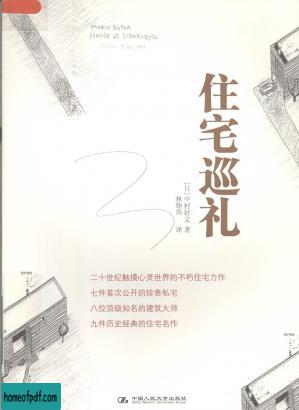 MARIO BOTTA
HOUSE AT LIGORNETTO
住宅巡礼
[日]中村好文 著
林铮顗 译
二十世纪触摸心灵世界的不朽住宅力作
七件首次公开的珍贵私宅
八位顶级知名的建筑大师
九件历史经典的住宅名作
中国人民大学出版社
homeofpdf.com